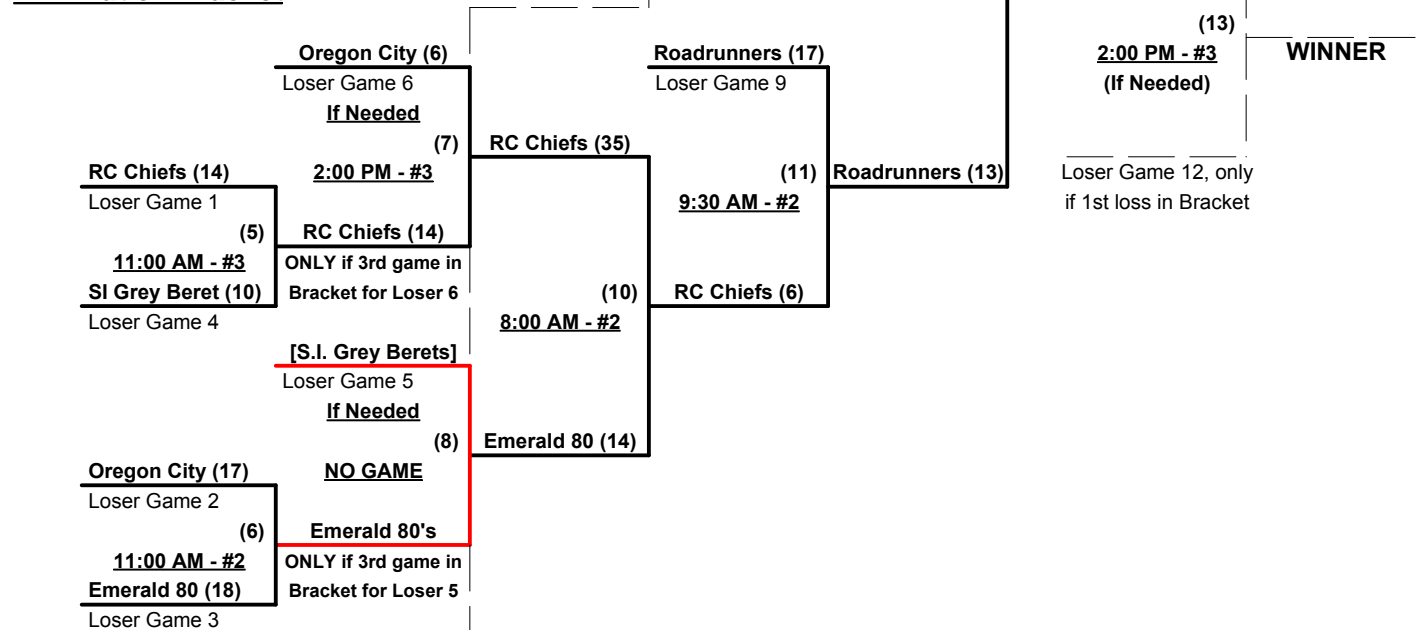 (13)
Oregon City (6)
Roadrunners (17)
2:00 PM - #3
WINNER
Loser Game 6
Loser Game 9
(If Needed)
If Needed
(7)
RC Chiefs (35)
RC Chiefs (14)
2:00 PM - #3
(11)
Roadrunners (13)
Loser Game 12, only
Loser Game 1
9:30 AM - #2
if 1st loss in Bracket
(5)
RC Chiefs (14)
11:00 AM - #3
ONLY if 3rd game in
SI Grey Beret (10)
Bracket for Loser 6
(10)
RC Chiefs (6)
Loser Game 4
8:00 AM - #2
[S.I. Grey Berets]
Loser Game 5
If Needed
(8)
Emerald 80 (14)
Oregon City (17)
NO GAME
Loser Game 2
(6)
Emerald 80's
11:00 AM - #2
ONLY if 3rd game in
Emerald 80 (18)
Bracket for Loser 5
Loser Game 3